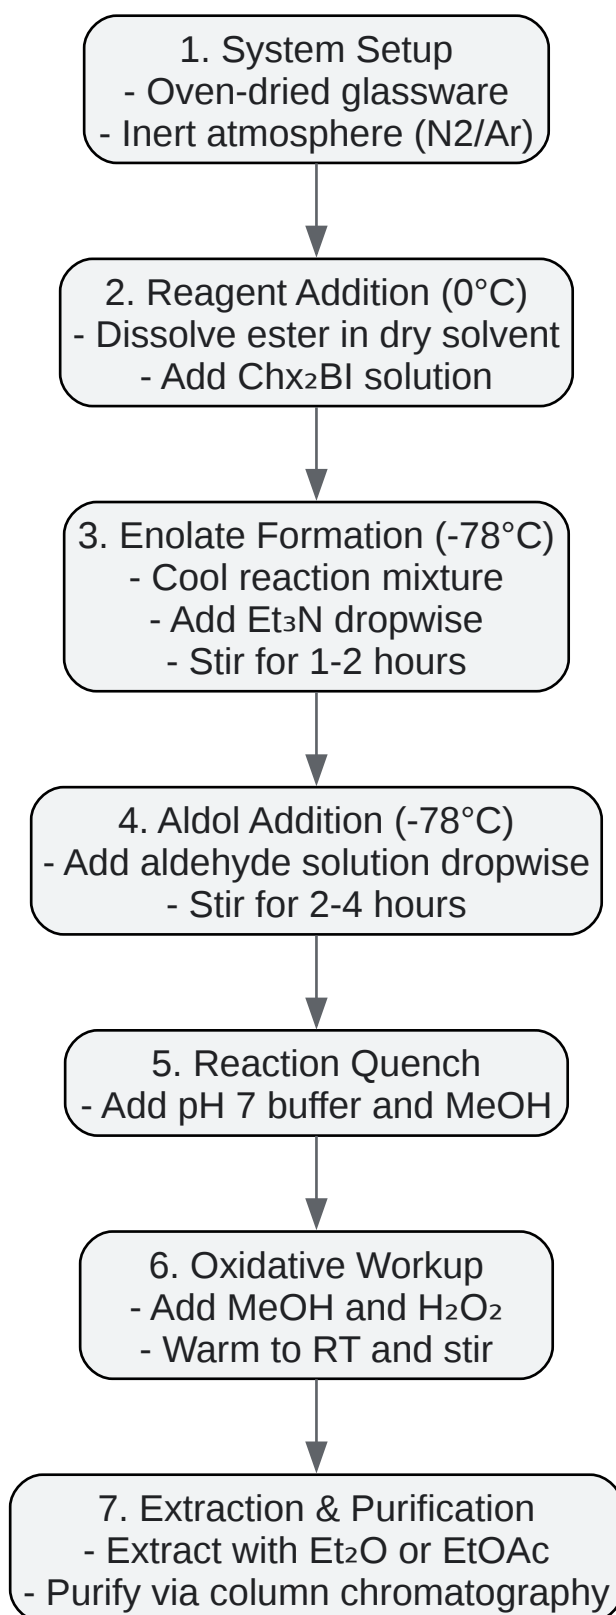 1. System Setup
- Oven-dried glassware
- Inert atmosphere (N2/Ar)
2. Reagent Addition (0°C)
- Dissolve ester in dry solvent
- Add Chx₂BI solution
3. Enolate Formation (-78°C)
- Cool reaction mixture
- Add Et₃N dropwise
- Stir for 1-2 hours
4. Aldol Addition (-78°C)
- Add aldehyde solution dropwise
- Stir for 2-4 hours
5. Reaction Quench
- Add pH 7 buffer and MeOH
6. Oxidative Workup
- Add MeOH and H₂O₂
- Warm to RT and stir
7. Extraction & Purification
- Extract with Et₂O or EtOAc
- Purify via column chromatography